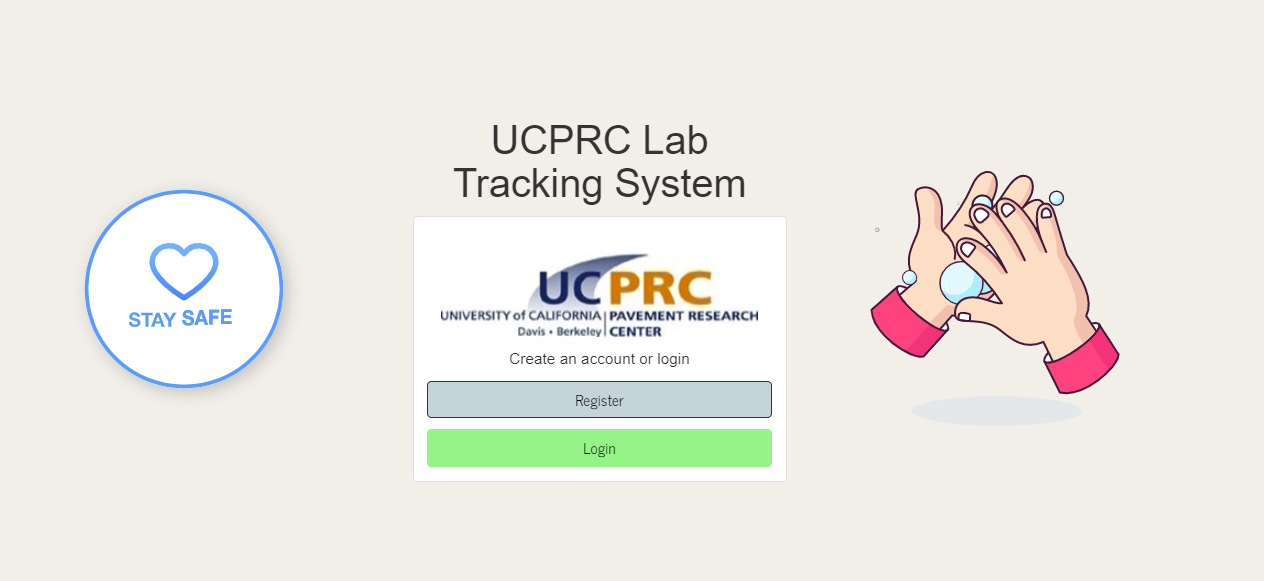 UCPRC Lab
Tracking System
STAY SAFE
UCPRC
UNIVERSITY of CALIFORNIA PAVEMENT RESEARCH
Davis • Berkeley CENTER
Create an account or login
Register
Login